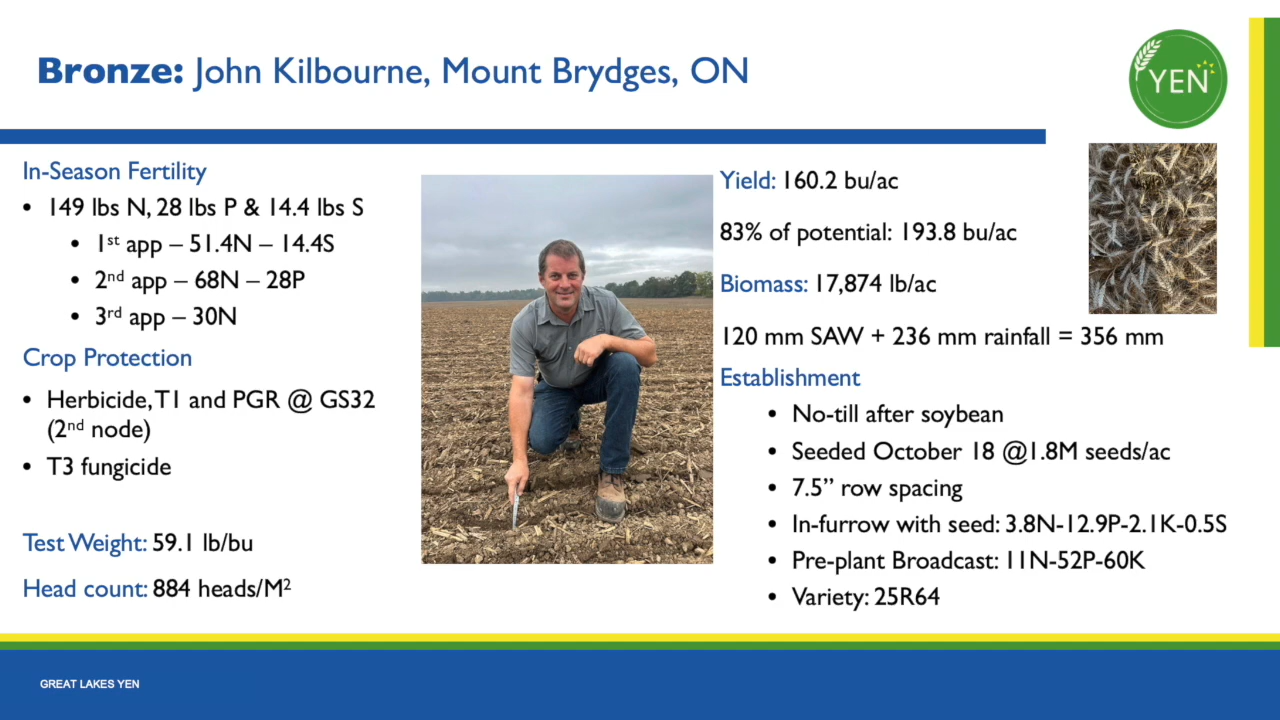 Bronze: John Kilbourne, Mount Brydges, ON
YEN
In-Season Fertility
• 149 lbs N, 28 lbs P & 14.4 lbs S
• 1st app – 51.4N – 14.4S
• 2nd app – 68N – 28P
• 3rd app – 30N
Crop Protection
• Herbicide, T1 and PGR @ GS32
(2nd node)
• T3 fungicide
Test Weight: 59.1 lb/bu
Head count: 884 heads/M2
Yield: 160.2 bu/ac
83% of potential: 193.8 bu/ac
Biomass: 17,874 lb/ac
120 mm SAW + 236 mm rainfall = 356 mm
Establishment
• No-till after soybean
• Seeded October 18 @1.8M seeds/ac
• 7.5” row spacing
• In-furrow with seed: 3.8N-12.9P-2.1K-0.5S
• Pre-plant Broadcast: 11N-52P-60K
• Variety: 25R64
GREAT LAKES YEN